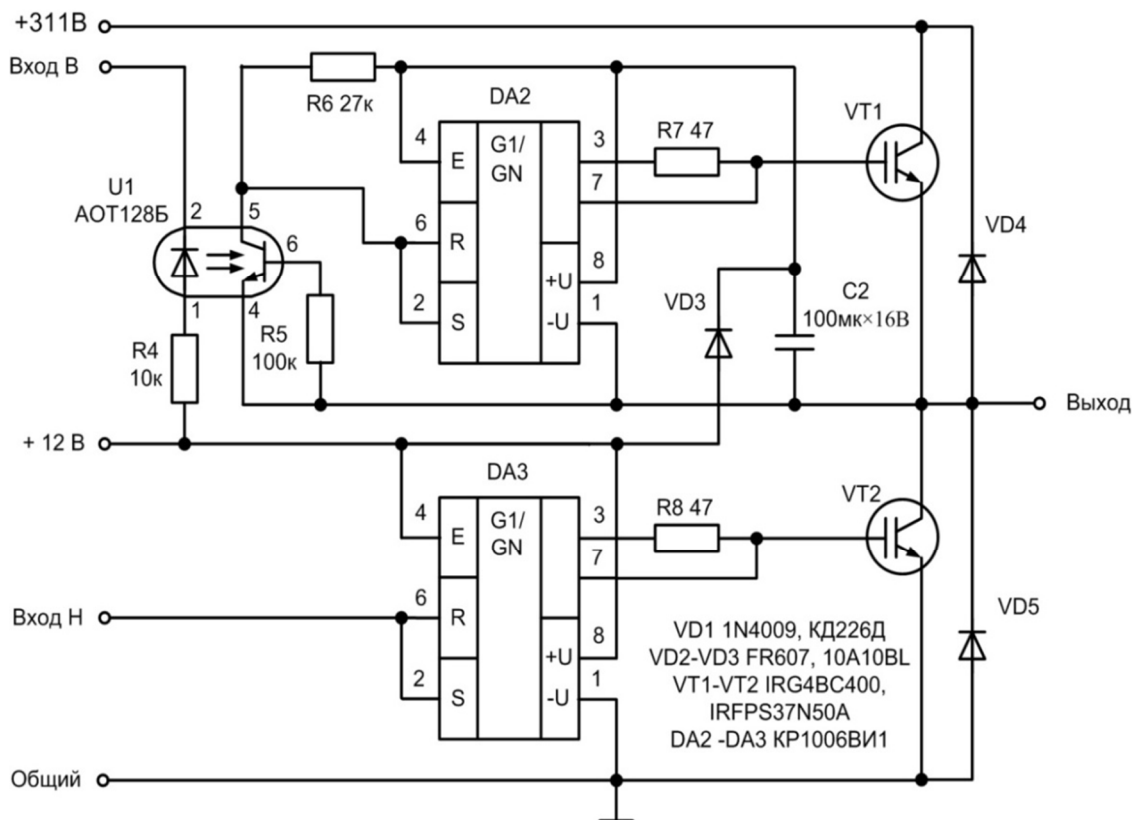 +311В
Вход В
R6 27к
DA2
4
E
G1/
GN
3
R7 47
VT1
7
U1
АОТ128Б
2
5
6
6
R
8
+U
VD4
VD3
C2
100мк×16В
2
S
1
-U
1
4
R4
10к
R5
100к
Выход
+ 12 В
DA3
4
E
G1/
GN
3
R8 47
VT2
7
Вход Н
6
R
8
+U
VD5
2
S
1
-U
VD1 1N4009, КД226Д
VD2-VD3 FR607, 10A10BL
VT1-VT2 IRG4BC400,
IRFPS37N50A
DA2 -DA3 КР1006ВИ1
Общий